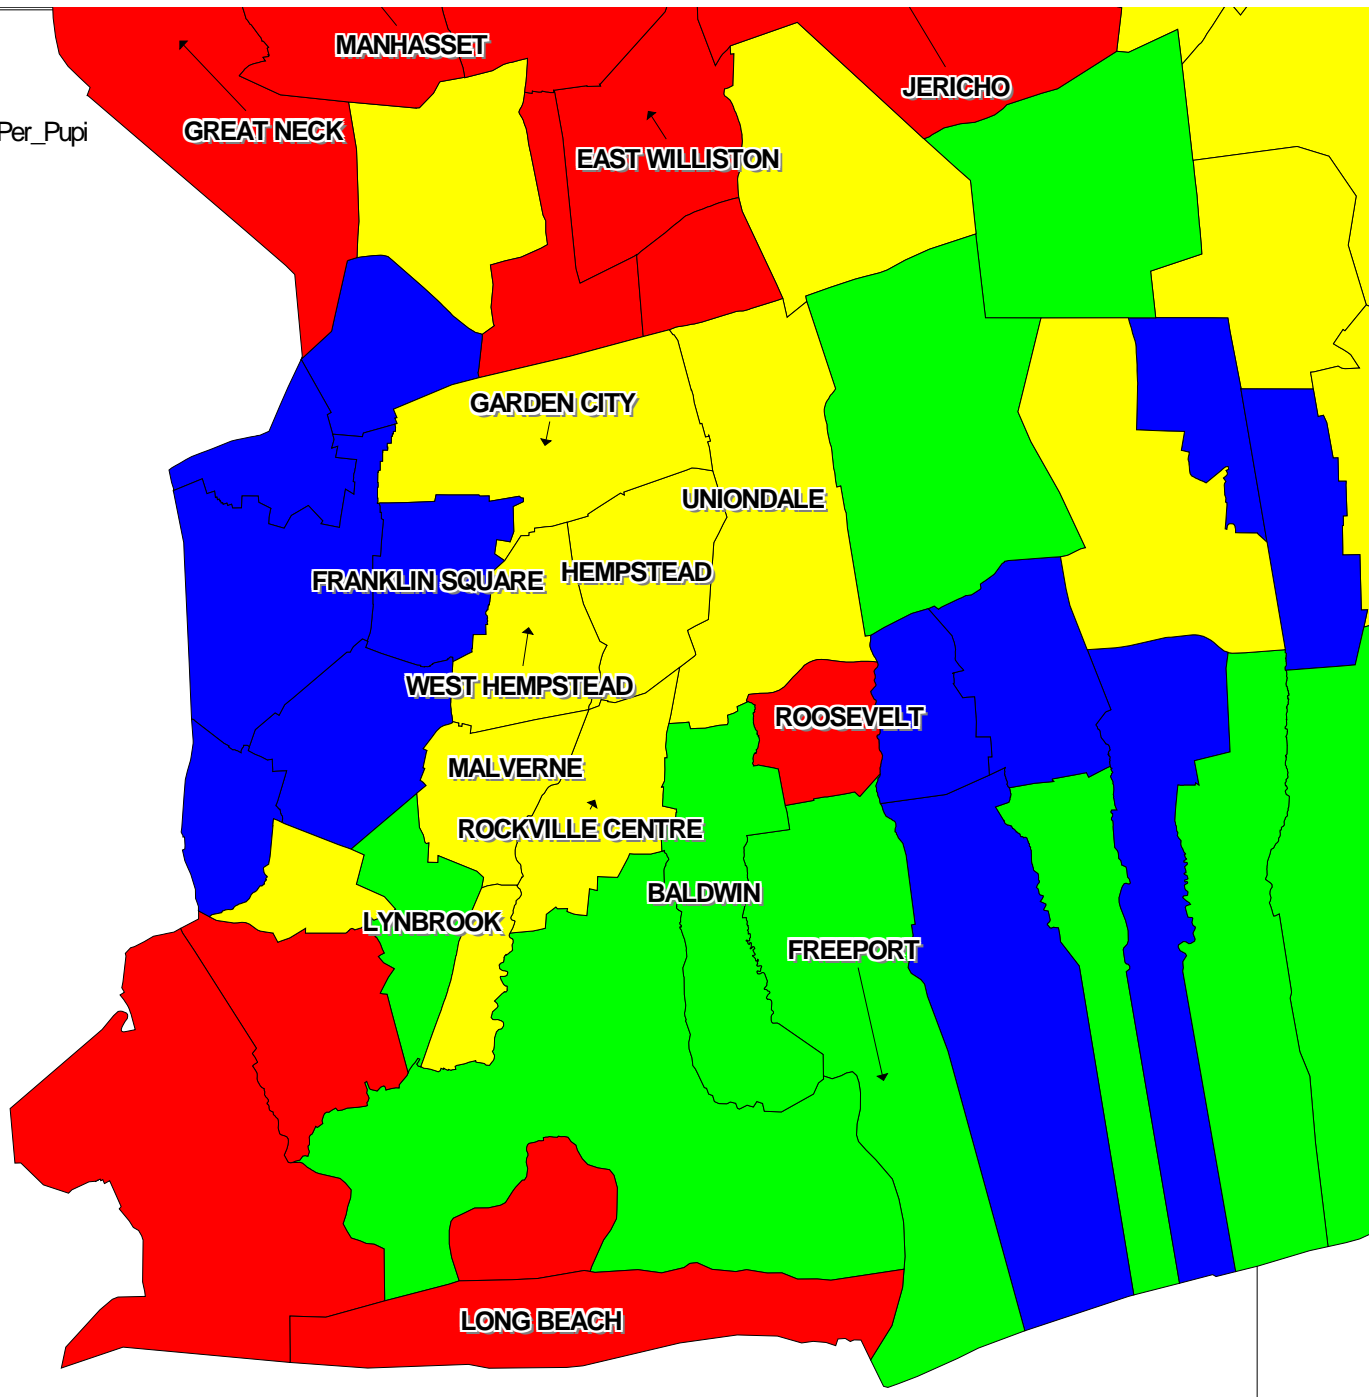 MANHASSET
JERICHO
Per_Pupi
GREAT NECK
EAST WILLISTON
GARDEN CITY
UNIONDALE
HEMPSTEAD
FRANKLIN SQUARE
WEST HEMPSTEAD
ROOSEVELT
MALVERNE
ROCKVILLE CENTRE
BALDWIN
LYNBROOK
FREEPORT
LONG BEACH